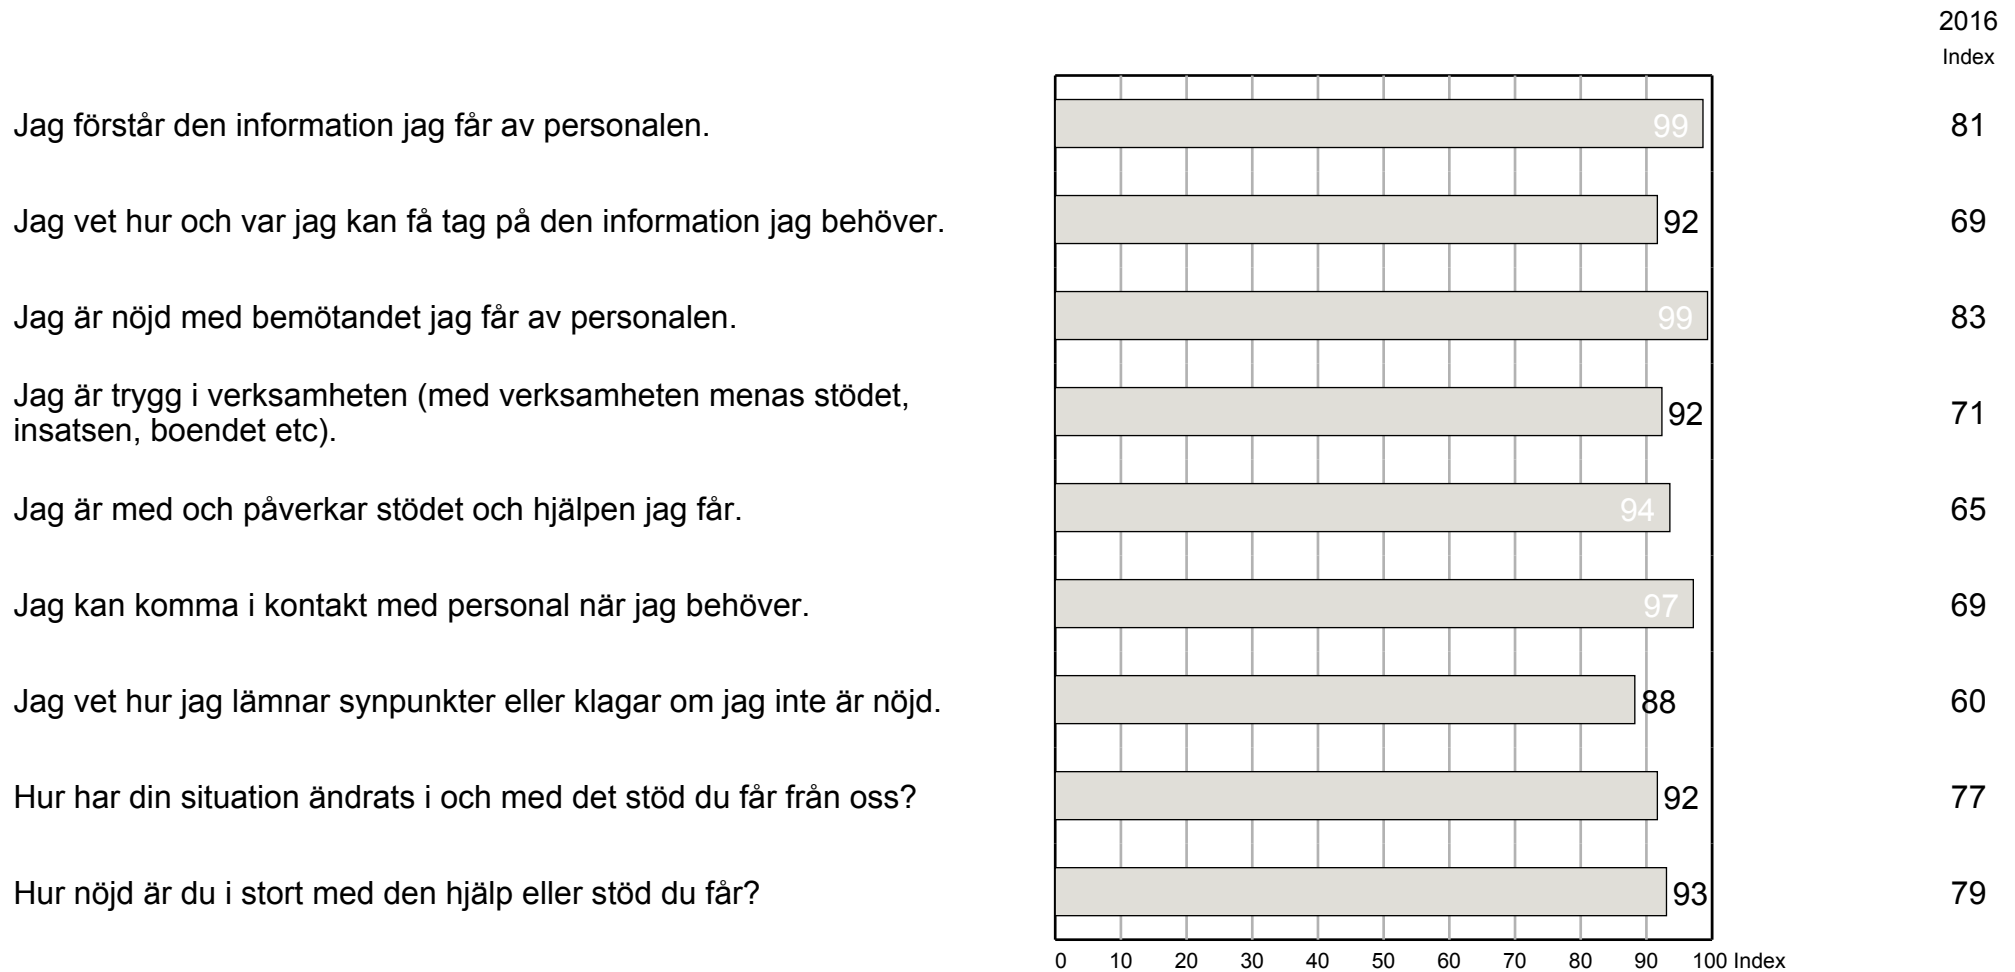 2016
Index
Jag förstår den information jag får av personalen. 99 81
Jag vet hur och var jag kan få tag på den information jag behöver. 92 69
Jag är nöjd med bemötandet jag får av personalen. 99 83
Jag är trygg i verksamheten (med verksamheten menas stödet,
insatsen, boendet etc). 92 71
Jag är med och påverkar stödet och hjälpen jag får. 94 65
Jag kan komma i kontakt med personal när jag behöver. 97 69
Jag vet hur jag lämnar synpunkter eller klagar om jag inte är nöjd. 88 60
Hur har din situation ändrats i och med det stöd du får från oss? 92 77
Hur nöjd är du i stort med den hjälp eller stöd du får? 93 79
0 10 20 30 40 50 60 70 80 90 100 Index